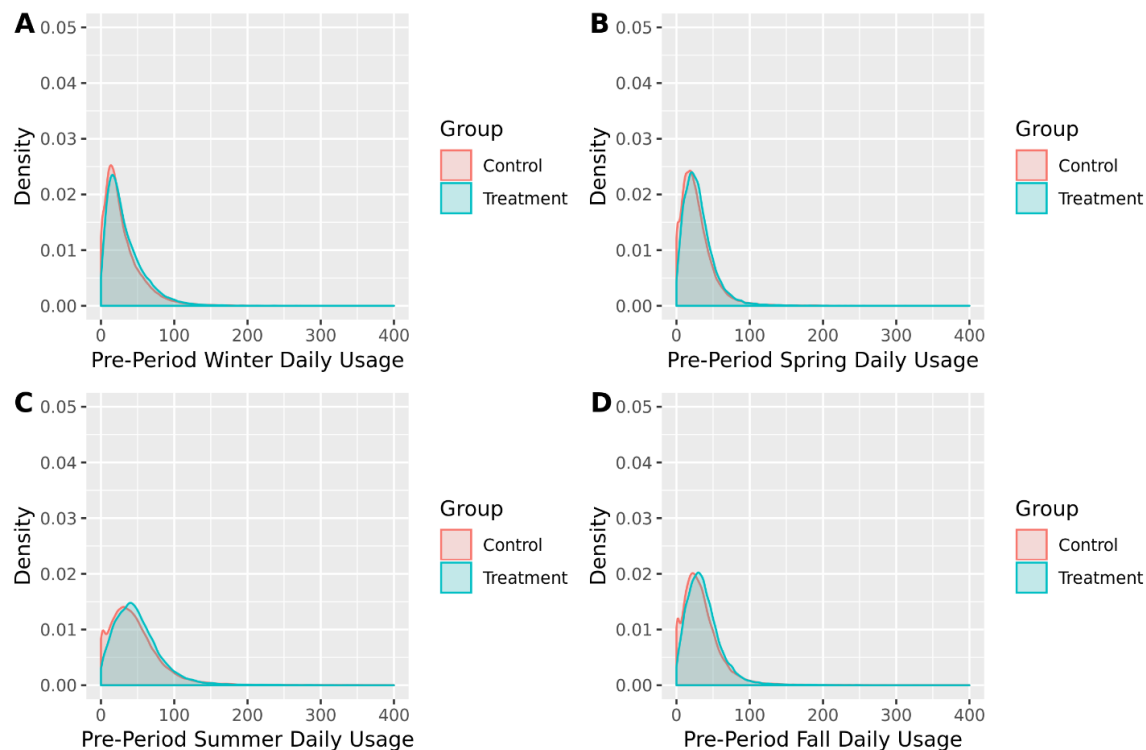 A
0.05
0.04
0.03
0.02
0.01
0.00
Density
0 100 200 300 400
Pre-Period Winter Daily Usage
Group
Control
Treatment
B
0.05
0.04
0.03
0.02
0.01
0.00
Density
0 100 200 300 400
Pre-Period Spring Daily Usage
Group
Control
Treatment
C
0.05
0.04
0.03
0.02
0.01
0.00
Density
0 100 200 300 400
Pre-Period Summer Daily Usage
Group
Control
Treatment
D
0.05
0.04
0.03
0.02
0.01
0.00
Density
0 100 200 300 400
Pre-Period Fall Daily Usage
Group
Control
Treatment